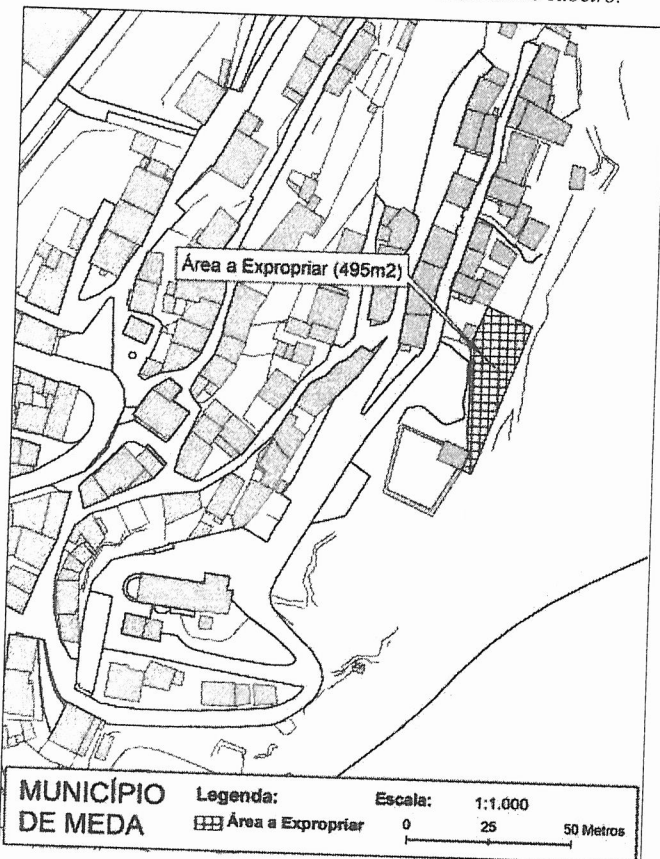 Área a Expropriar (495m2)
MUNICÍPIO
DE MEDA
Legenda:
Área a Expropriar
Escala: 1:1.000
0 25 50 Metros